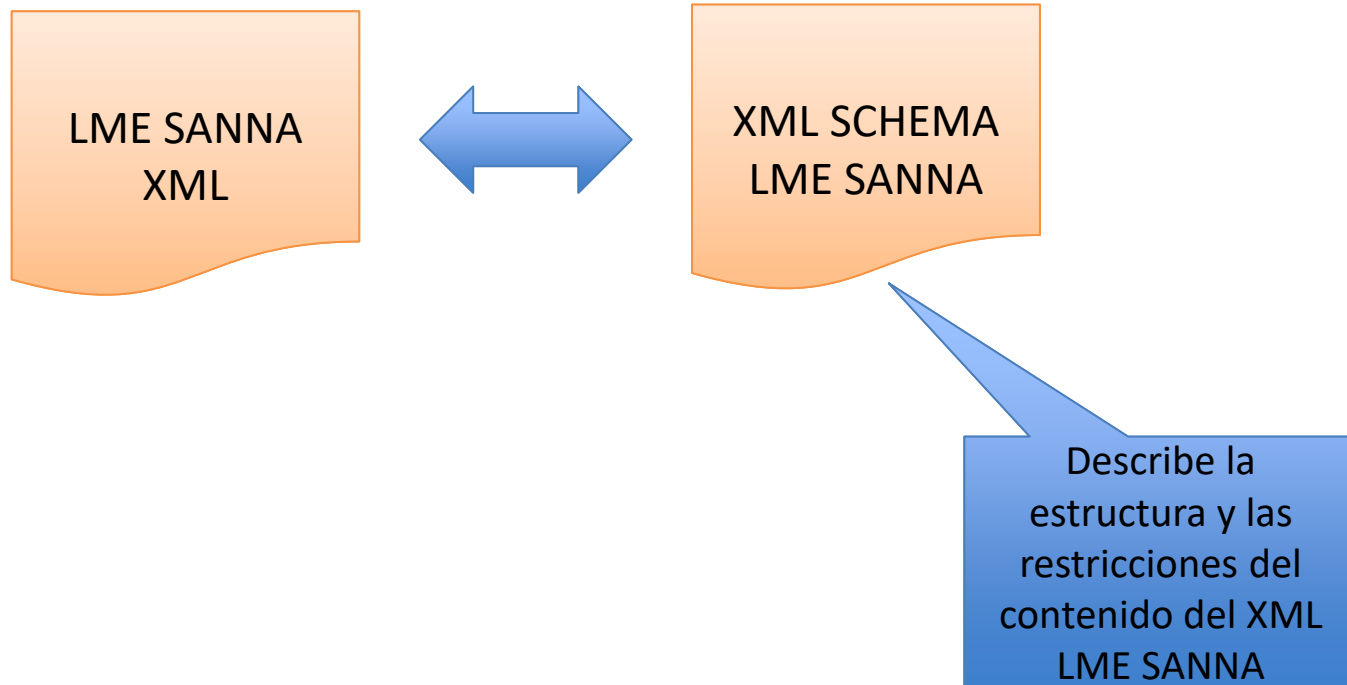 LME SANNA
XML
XML SCHEMA
LME SANNA
Describe la
estructura y las
restricciones del
contenido del XML
LME SANNA